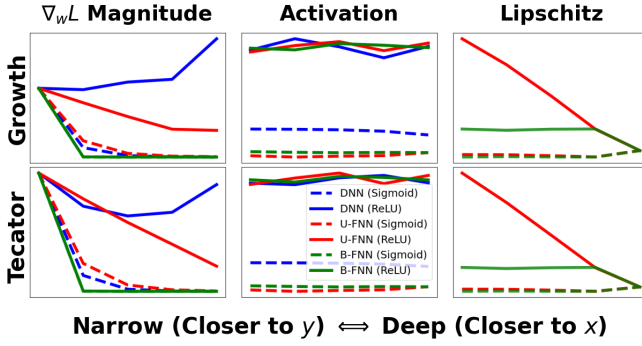 ∇wL Magnitude
Activation
Lipschitz
Growth
Tecator
DNN (Sigmoid)
DNN (ReLU)
U-FNN (Sigmoid)
U-FNN (ReLU)
B-FNN (Sigmoid)
B-FNN (ReLU)
Narrow (Closer to y) ⟺ Deep (Closer to x)